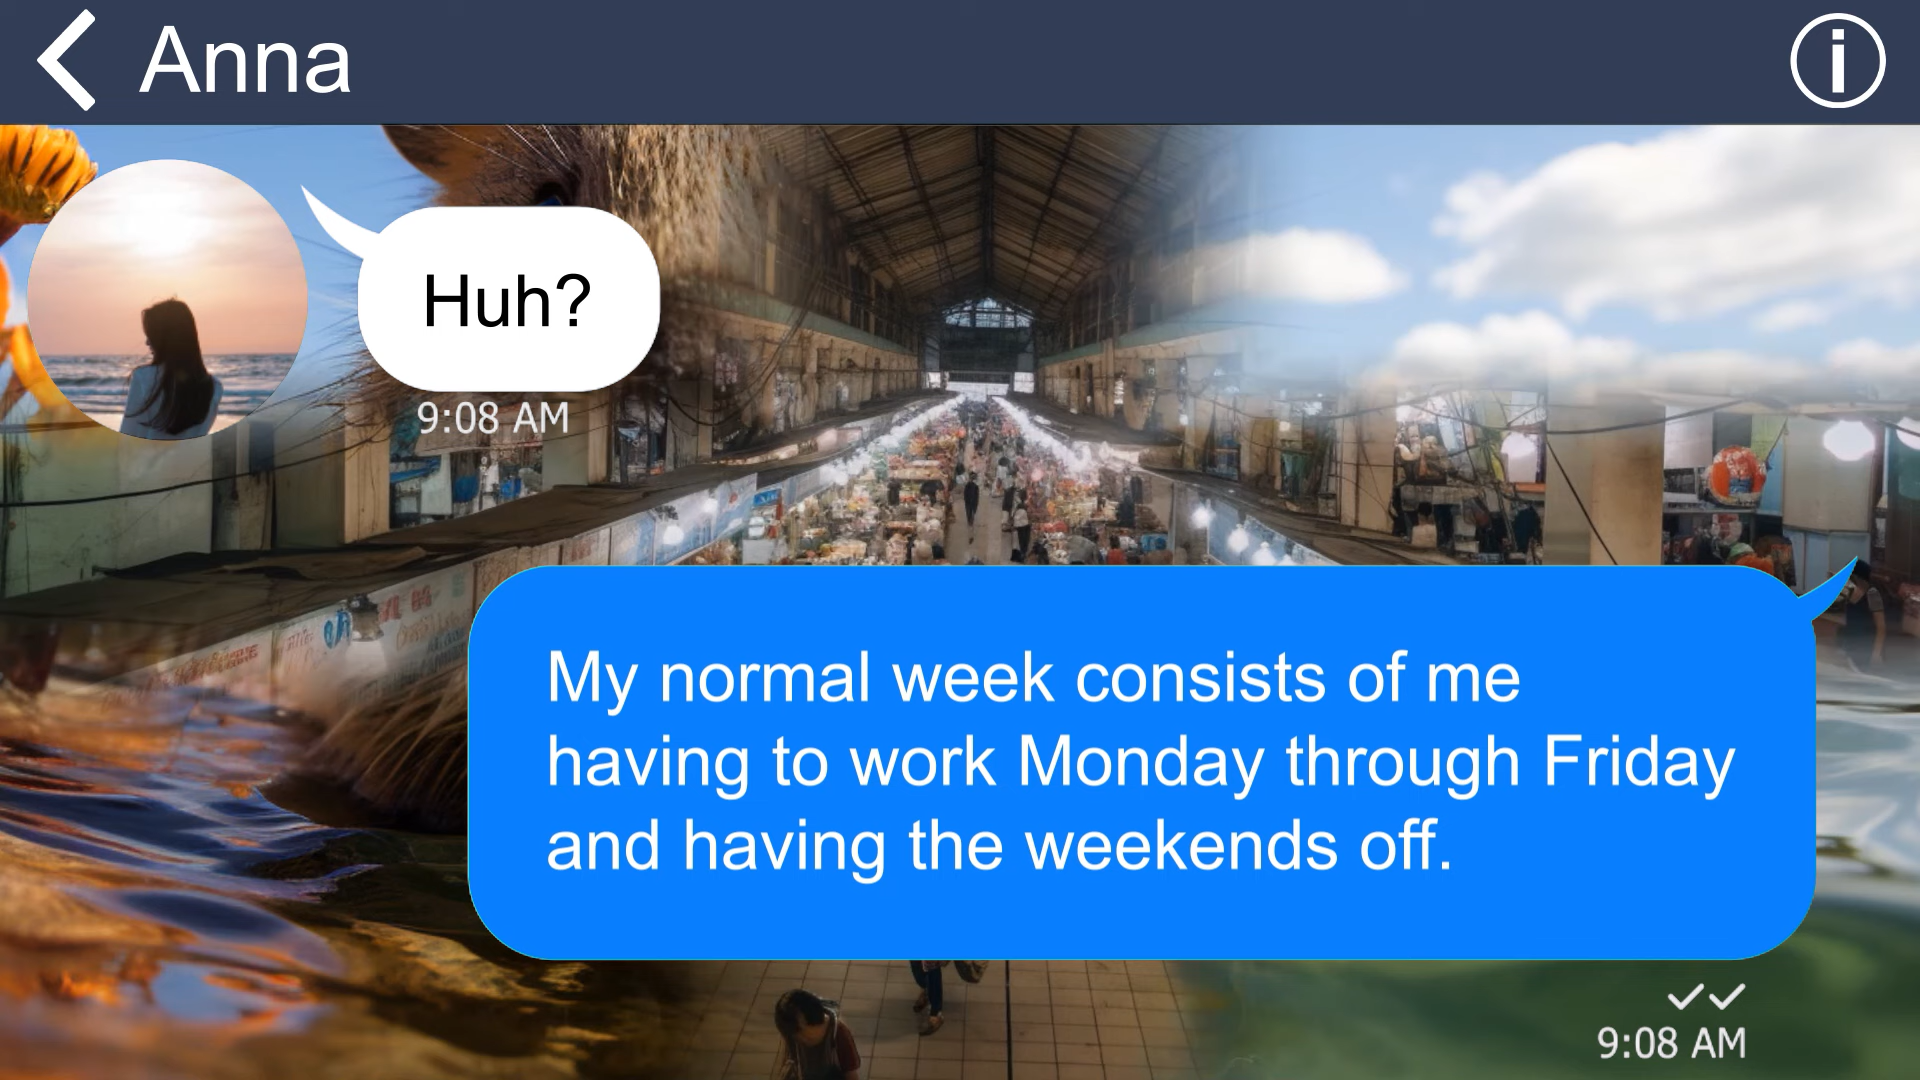 Anna
Huh?
9:08 AM
My normal week consists of me
having to work Monday through Friday
and having the weekends off.
9:08 AM